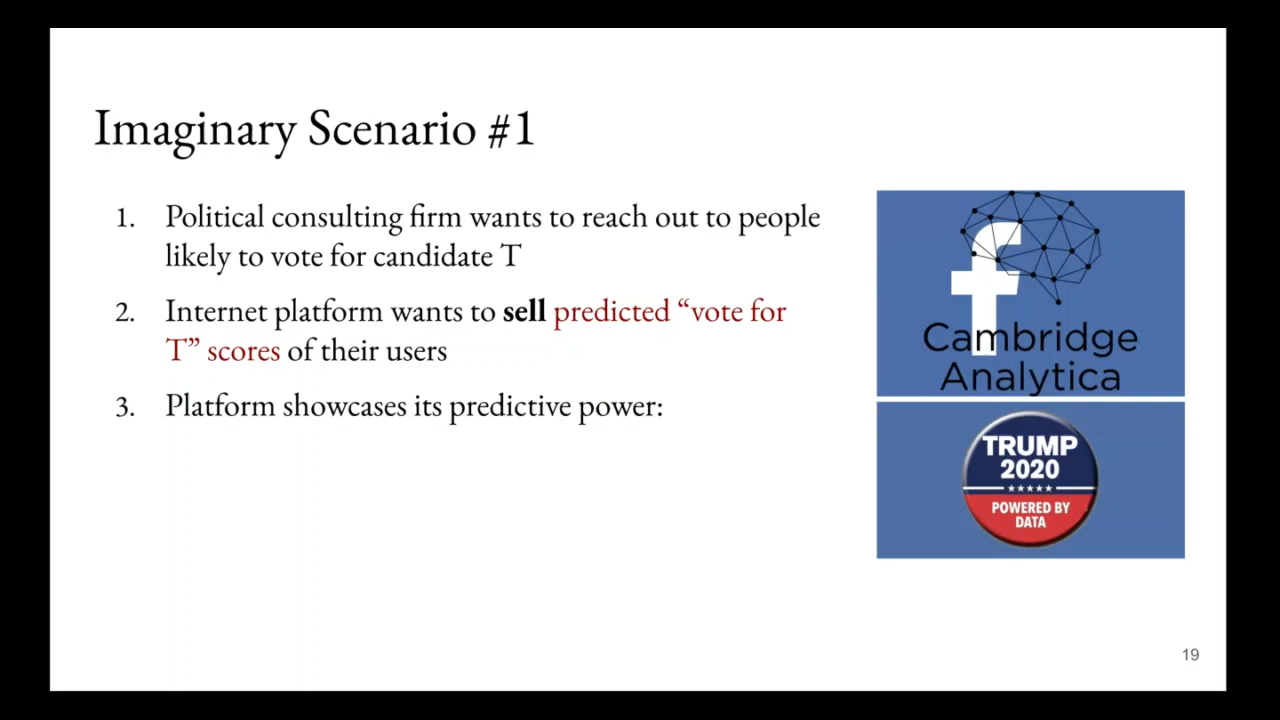 Imaginary Scenario #1
1. Political consulting firm wants to reach out to people
likely to vote for candidate T
2. Internet platform wants to sell predicted “vote for
T” scores of their users
3. Platform showcases its predictive power:
f
Cambridge
Analytica
TRUMP
2020
POWERED BY
DATA
19